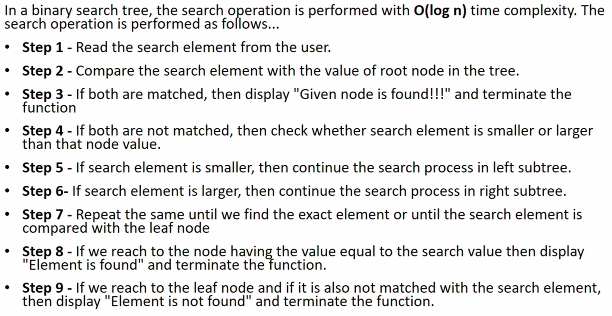 In a binary search tree, the search operation is performed with O(log n) time complexity. The
search operation is performed as follows...
• Step 1 - Read the search element from the user.
• Step 2 - Compare the search element with the value of root node in the tree.
• Step 3 - If both are matched, then display "Given node is found!!!" and terminate the
function
• Step 4 - If both are not matched, then check whether search element is smaller or larger
than that node value.
• Step 5 - If search element is smaller, then continue the search process in left subtree.
• Step 6- If search element is larger, then continue the search process in right subtree.
• Step 7 - Repeat the same until we find the exact element or until the search element is
compared with the leaf node
• Step 8 - If we reach to the node having the value equal to the search value then display
"Element is found" and terminate the function.
• Step 9 - If we reach to the leaf node and if it is also not matched with the search element,
then display "Element is not found" and terminate the function.